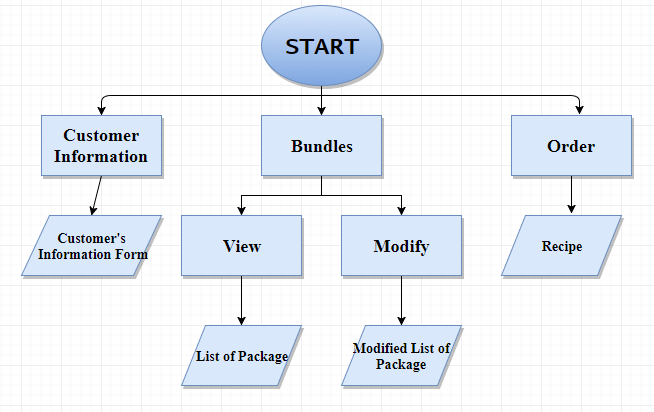 START
Customer
Information
Bundles
Order
Customer's
Information Form
View
Modify
Recipe
List of Package
Modified List of
Package